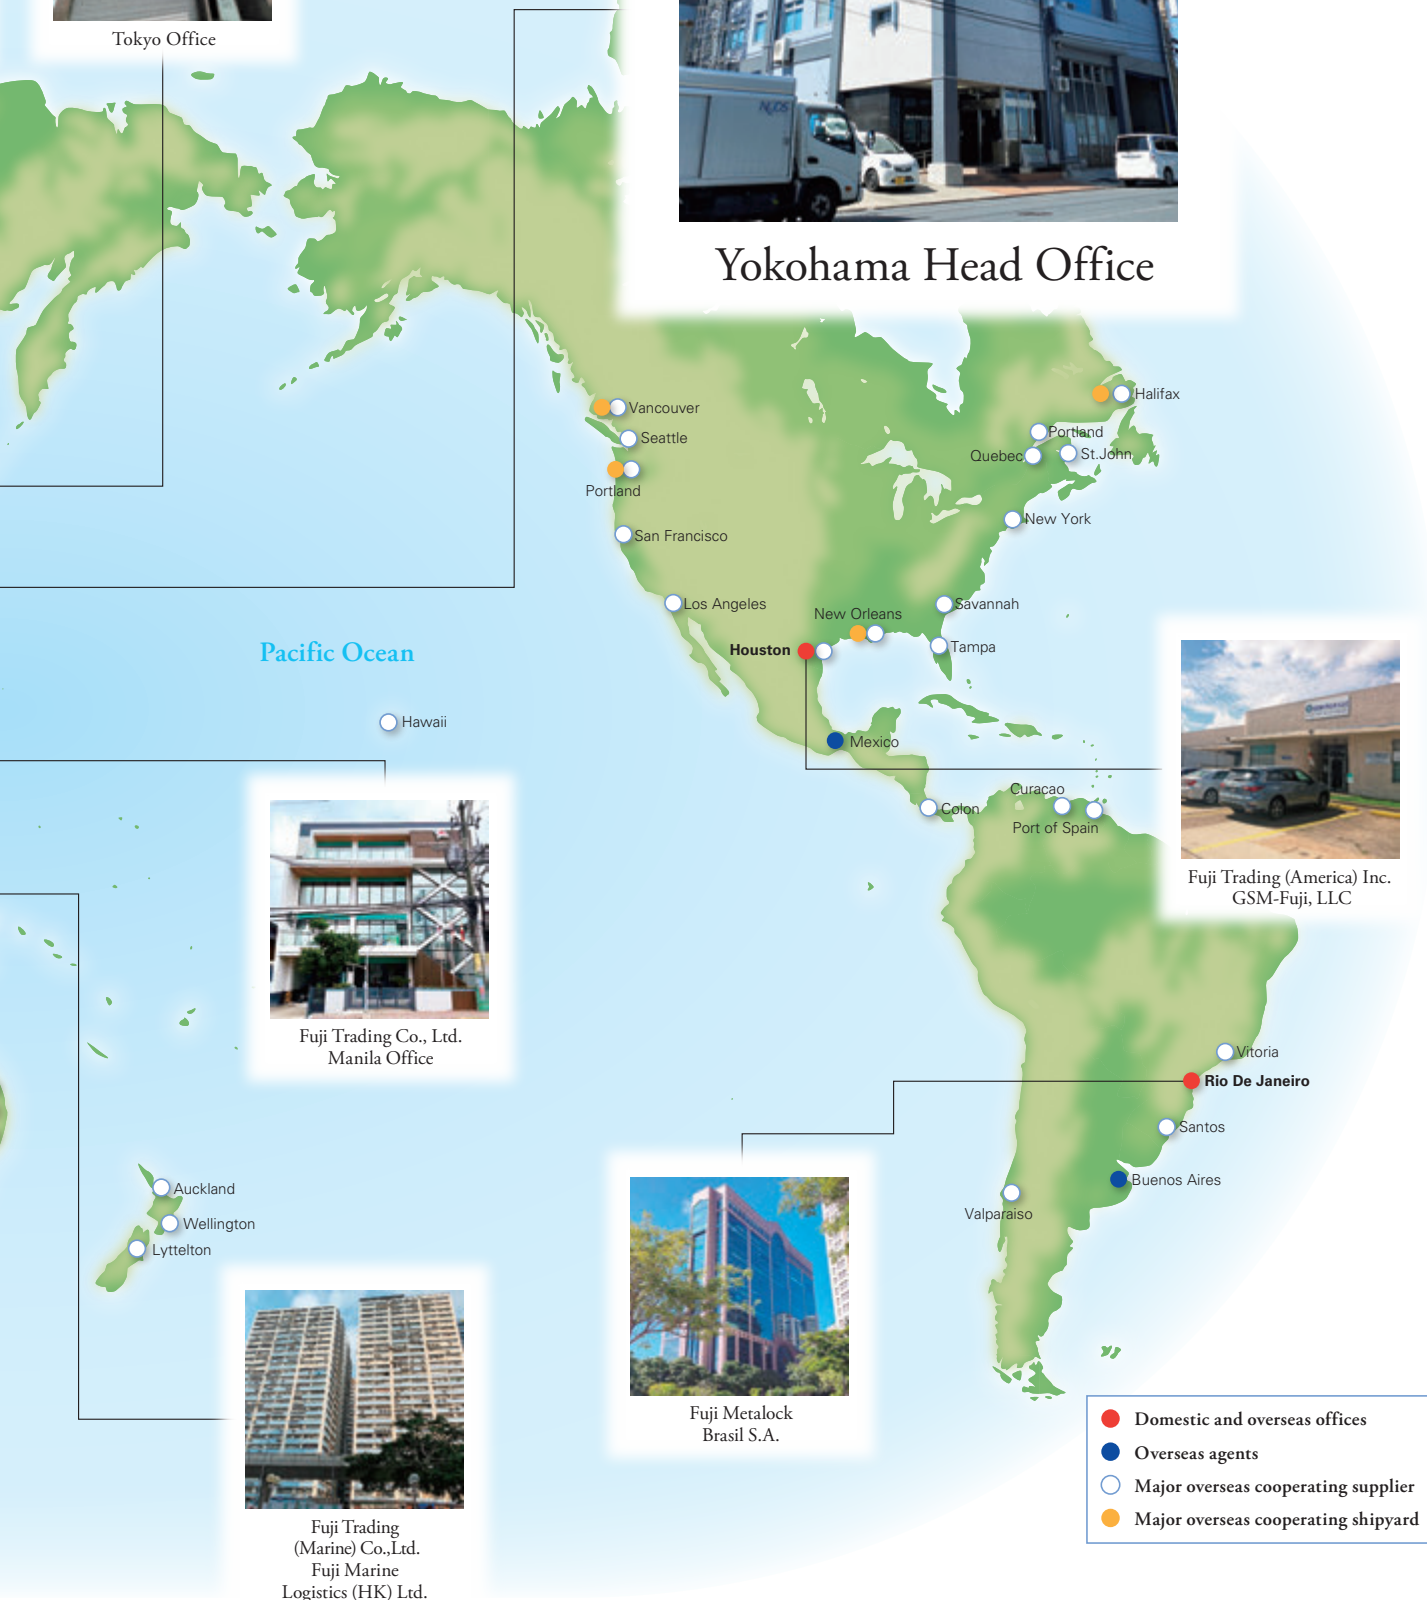 Tokyo Office
NCDS
Yokohama Head Office
Vancouver
Seattle
Portland
San Francisco
Los Angeles
Halifax
Portland
Quebec
St.John
New York
Savannah
New Orleans
Houston
Tampa
Pacific Ocean
Hawaii
Mexico
Curacao
Colon
Port of Spain
Fuji Trading (America) Inc.
GSM-Fuji, LLC
Fuji Trading Co., Ltd.
Manila Office
Vitoria
Rio De Janeiro
Santos
Buenos Aires
Valparaiso
Auckland
Wellington
Lyttelton
Fuji Metalock
Brasil S.A.
Fuji Trading
(Marine) Co.,Ltd.
Fuji Marine
Logistics (HK) Ltd.
Domestic and overseas offices
Overseas agents
Major overseas cooperating supplier
Major overseas cooperating shipyard